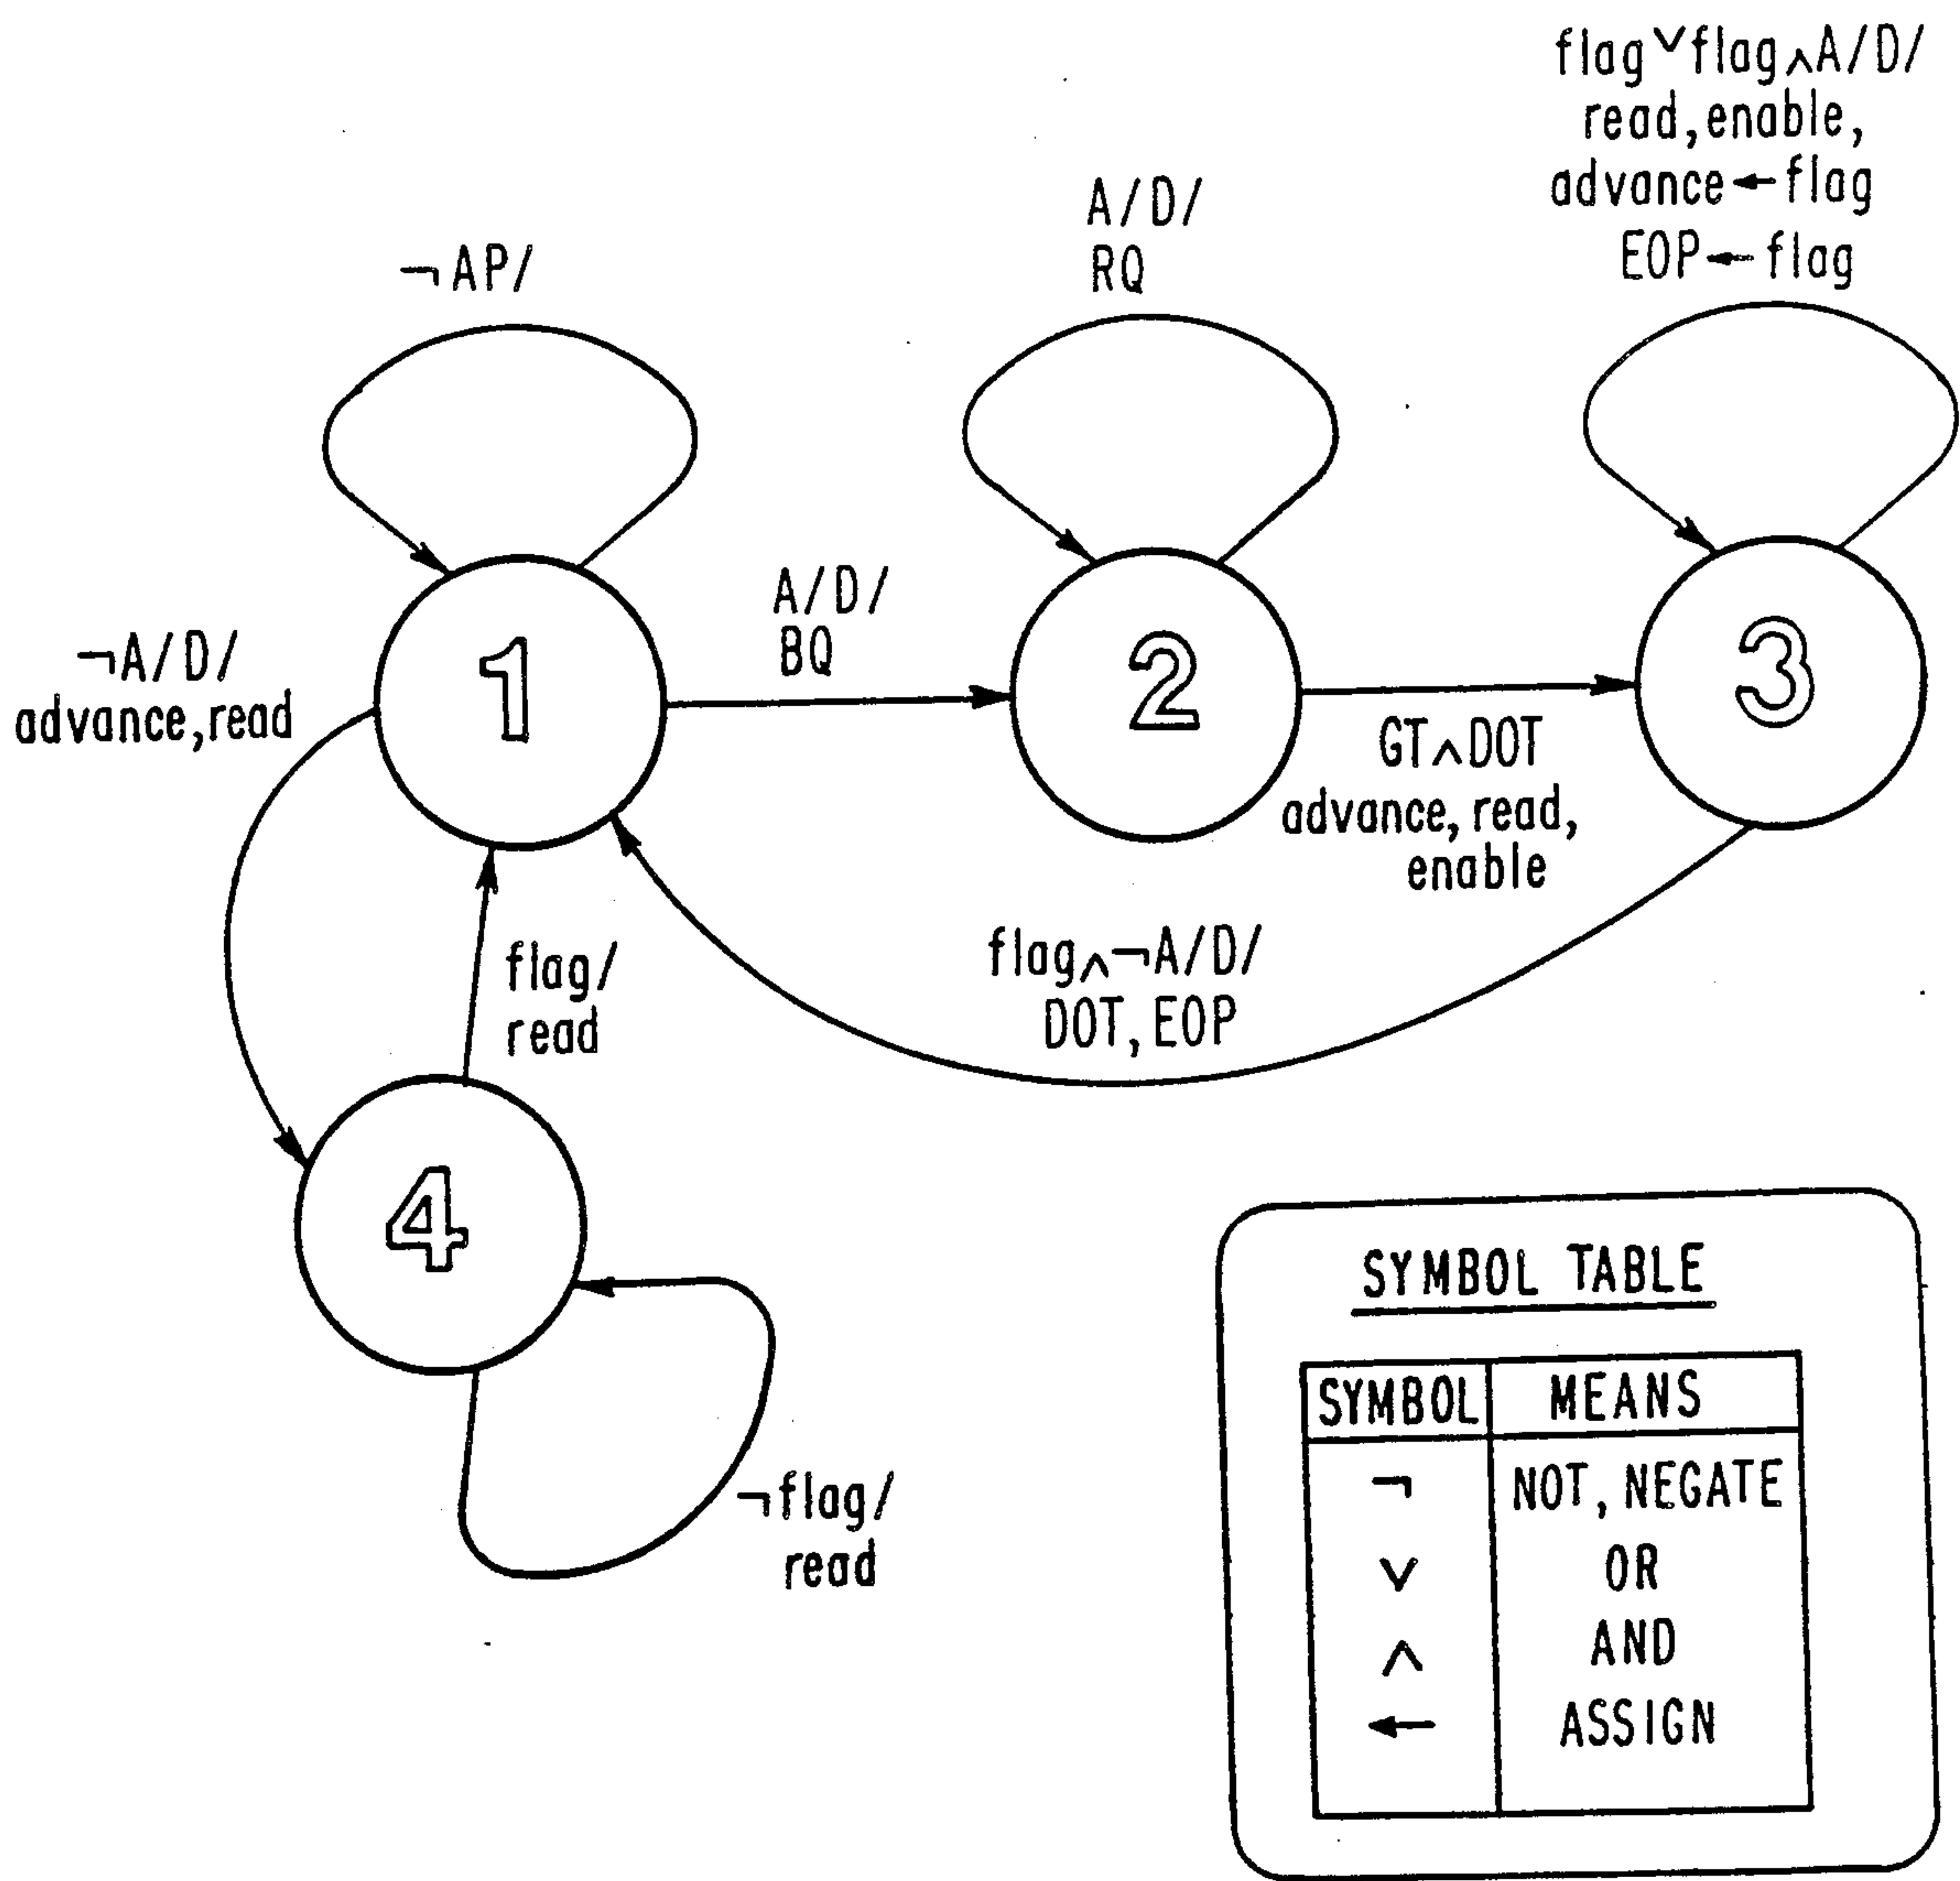 flag∨flag∧A/D/
read,enable,
advance←flag
EOP←flag
A/D/
RQ
¬AP/
A/D/
BQ
¬A/D/
advance,read
1
2
3
GT∧DOT
advance, read,
enable
flag∧¬A/D/
DOT, EOP
flag/
read
4
¬flag/
read
SYMBOL TABLE
SYMBOL MEANS
¬ NOT, NEGATE
∨ OR
∧ AND
← ASSIGN